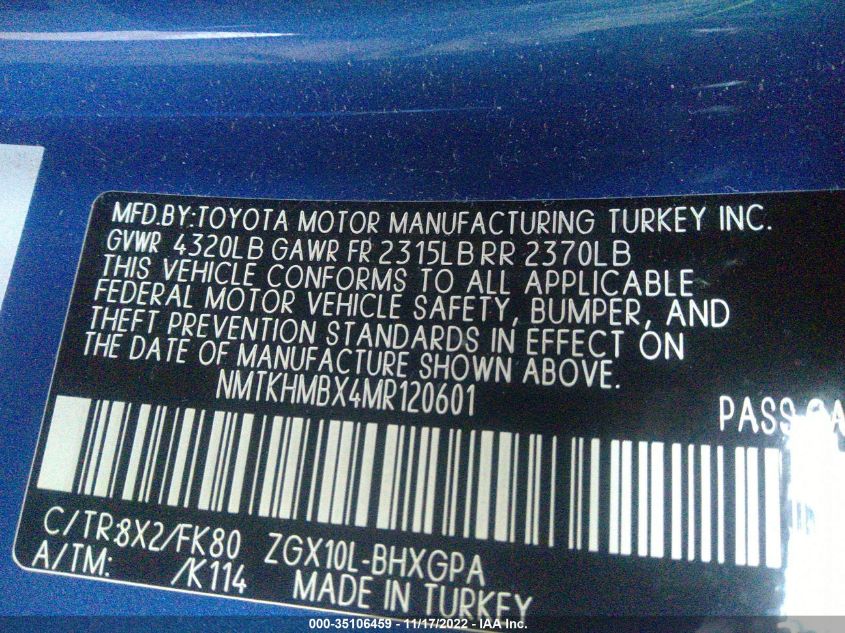 MFD.BY:TOYOTA MOTOR MANUFACTURING TURKEY INC.
GVWR 4320LB GAWR FR 2315LB RR 2370LB
THIS VEHICLE CONFORMS TO ALL APPLICABLE
FEDERAL MOTOR VEHICLE SAFETY, BUMPER, AND
THEFT PREVENTION STANDARDS IN EFFECT ON
THE DATE OF MANUFACTURE SHOWN ABOVE.
NMTKHMBX4MR120601
PASS
C/TR:8X2/FK80 ZGX10L-BHXGPA
A/TM: /K114 MADE IN TURKEY
000-35106459 - 11/17/2022 - IAA Inc.